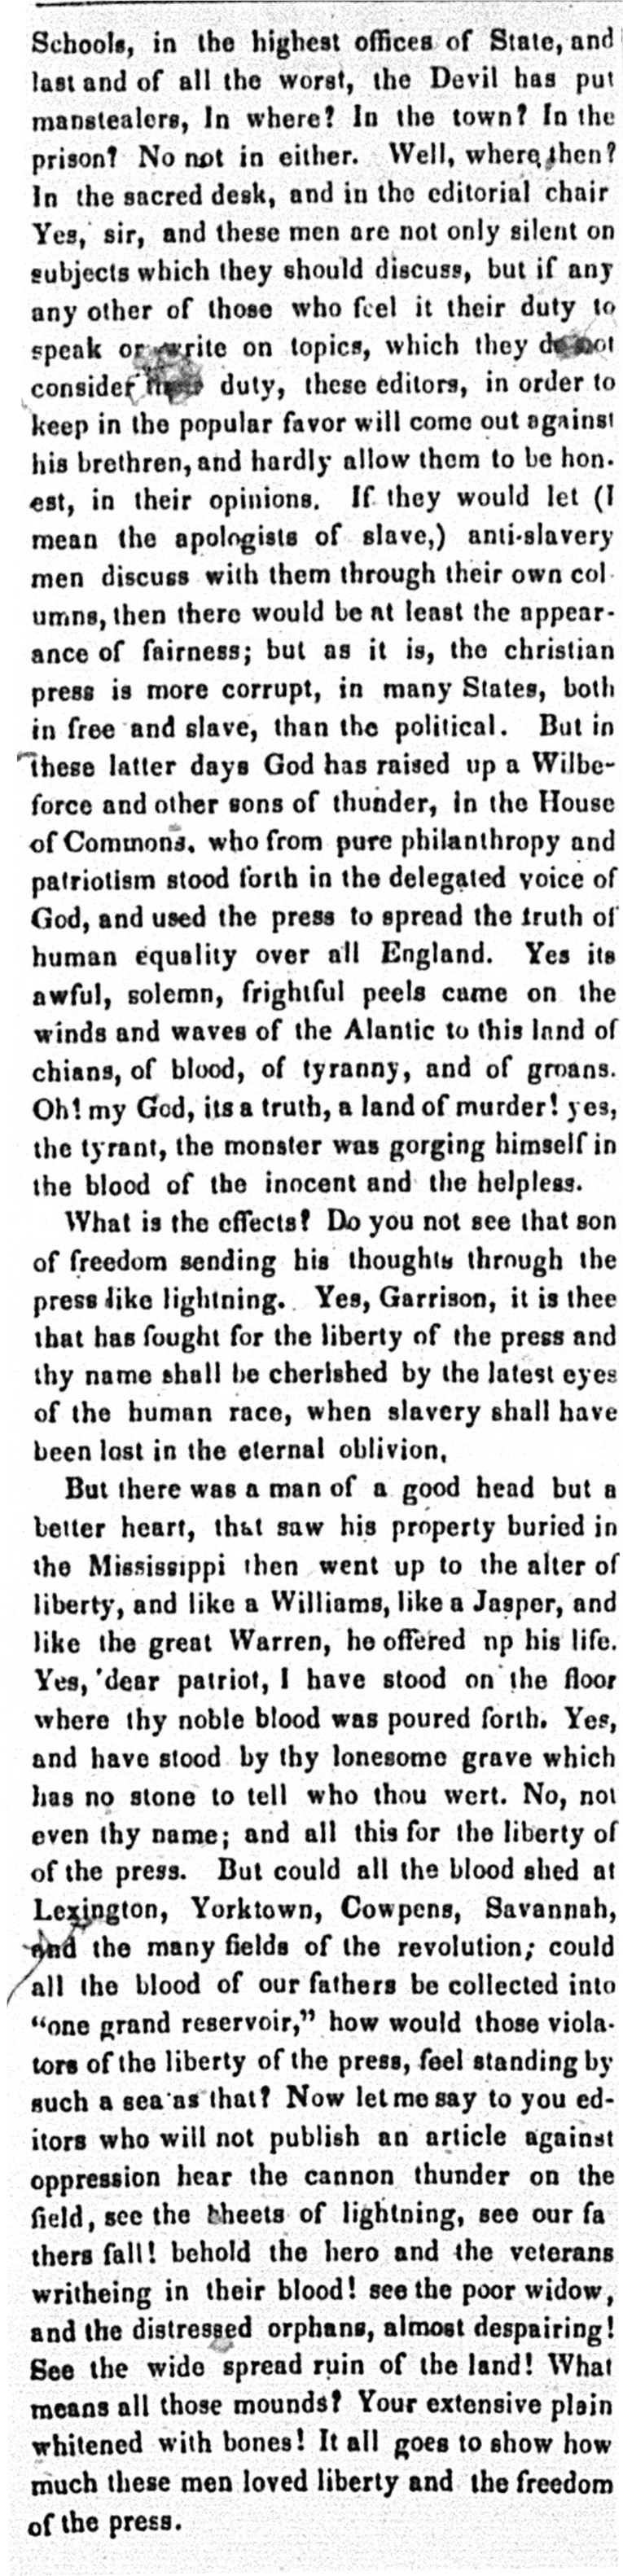 Schools, in the highest offices of State, and
last and of all the worst, the Devil has put
manstealers, In where? In the town? In the
prison? No not in either. Well, where, then?
In the sacred desk, and in the editorial chair
Yes, sir, and these men are not only silent on
subjects which they should discuss, but if any
any other of those who feel it their duty to
speak or write on topics, which they do not
consider duty, these editors, in order to
keep in the popular favor will come out against
his brethren, and hardly allow them to be hon.
est, in their opinions. If they would let (I
mean the apologists of slave,) anti-slavery
men discuss with them through their own col
umns, then there would be at least the appear-
ance of fairness; but as it is, the christian
press is more corrupt, in many States, both
in free and slave, than the political. But in
these latter days God has raised up a Wilbe-
force and other sons of thunder, in the House
of Commons, who from pure philanthropy and
patriotism stood forth in the delegated voice of
God, and used the press to spread the truth of
human equality over all England. Yes its
awful, solemn, frightful peels came on the
winds and waves of the Alantic to this land of
chians, of blood, of tyranny, and of groans.
Oh! my God, its a truth, a land of murder! yes,
the tyrant, the monster was gorging himself in
the blood of the inocent and the helpless.
What is the effects? Do you not see that son
of freedom sending his thoughts through the
press like lightning. Yes, Garrison, it is thee
that has fought for the liberty of the press and
thy name shall be cherished by the latest eyes
of the human race, when slavery shall have
been lost in the eternal oblivion,
But there was a man of a good head but a
better heart, that saw his property buried in
the Mississippi then went up to the alter of
liberty, and like a Williams, like a Jasper, and
like the great Warren, he offered up his life.
Yes, dear patriot, I have stood on the floor
where thy noble blood was poured forth. Yes,
and have stood by thy lonesome grave which
has no stone to tell who thou wert. No, not
even thy name; and all this for the liberty of
of the press. But could all the blood shed at
Lexington, Yorktown, Cowpens, Savannah,
and the many fields of the revolution; could
all the blood of our fathers be collected into
"one grand reservoir," how would those viola-
tors of the liberty of the press, feel standing by
such a sea as that? Now let me say to you ed-
itors who will not publish an article against
oppression hear the cannon thunder on the
field, see the sheets of lightning, see our fa
thers fall! behold the hero and the veterans
writheing in their blood! see the poor widow,
and the distressed orphans, almost despairing!
See the wide spread ruin of the land! What
means all those mounds? Your extensive plain
whitened with bones! It all goes to show how
much these men loved liberty and the freedom
of the press.